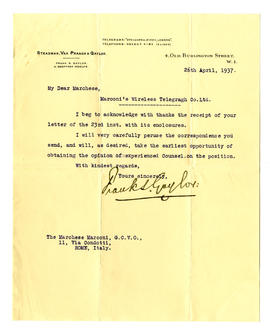 TELEGRAMS:
TELEPHONE: REGENT
STEADMAN, VAN PRAAGH & GAYLOR.
4, OLD BURLINGTON STREET,
W.1.
FRANK S. GAYLOR
26th April, 1937.
My Dear Marchese,
Marconi's Wireless Telegraph Co.Ltd.
I beg to acknowledge with thanks the receipt of your
letter of the 23rd inst. with its enclosures.
I will very carefully peruse the correspondence you
send, and will, as desired, take the earliest opportunity of
obtaining the opinion of experienced Counsel on the position.
With kindest regards,
Yours sincerely,
Frank S. Gaylor.
The Marchese Marconi, G.C.V.O.,
11, Via Condotti,
ROME, Italy.